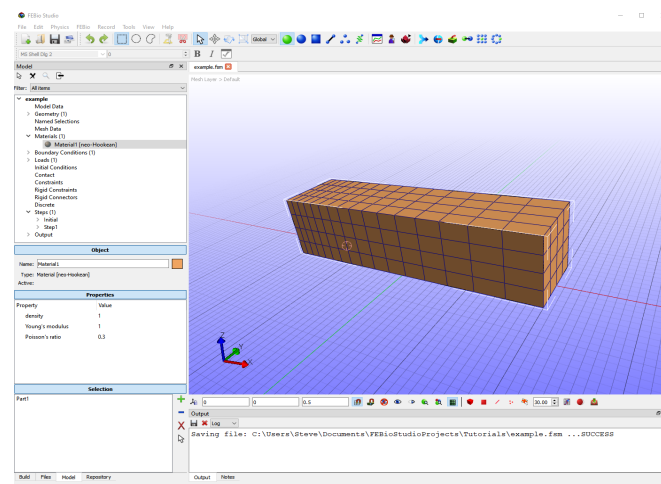 FEBio Studio
File Edit Physics FEBio Record Tools View Help
Global
MS Shell Dlg 2 0 B I
Model
example.fsm
Mesh Layer > Default
Filter: All items
example
Model Data
Geometry (1)
Named Selections
Mesh Data
Materials (1)
Material1 [neo-Hookean]
Boundary Conditions (1)
Loads (1)
Initial Conditions
Contact
Constraints
Rigid Constraints
Rigid Connectors
Discrete
Steps (1)
Initial
Step1
Output
Object
Name: Material1
Type: Material [neo-Hookean]
Active:
Properties
Property Value
density 1
Young's modulus 1
Poisson's ratio 0.3
Z
Y
X
Selection
Part1
0 0 0.5 30.00
Output
Log
Saving file: C:\Users\Steve\Documents\FEBioStudioProjects\Tutorials\example.fsm ...SUCCESS
Build Files Model Repository
Output Notes